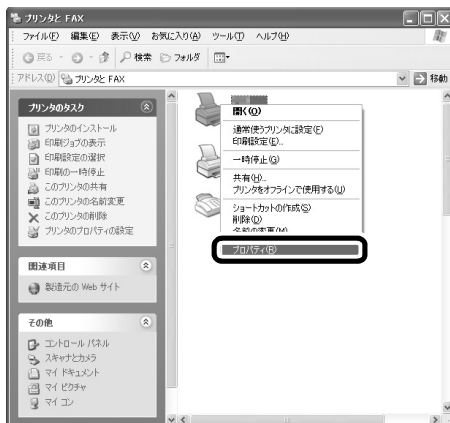 プリンタと FAX
ファイル(F) 編集(E) 表示(V) お気に入り(A) ツール(T) ヘルプ(H)
戻る 検索 フォルダ
アドレス(D) プリンタと FAX 移動
プリンタのタスク
プリンタのインストール
印刷ジョブの表示
印刷設定の選択
印刷の一時停止
このプリンタの共有
このプリンタの名前変更
このプリンタの削除
プリンタのプロパティの設定
関連項目
製造元の Web サイト
その他
コントロール パネル
スキャナとカメラ
マイ ドキュメント
マイ ピクチャ
マイ コン
開く(O)
通常使うプリンタに設定(F)
印刷設定(E)...
一時停止(G)
共有(H)...
プリンタをオフラインで使用する(U)
ショートカットの作成(S)
削除(D)
名前の変更(M)
プロパティ(R)